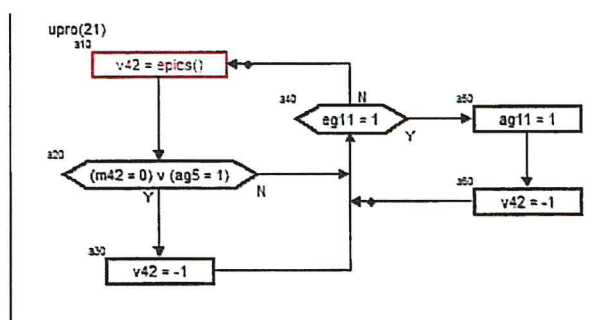 upro(21)
a10
v42 = epics()
a20
(m42 = 0) v (ag5 = 1)
N
Y
a30
v42 = -1
a40
N
eg11 = 1
Y
a50
ag11 = 1
a60
v42 = -1